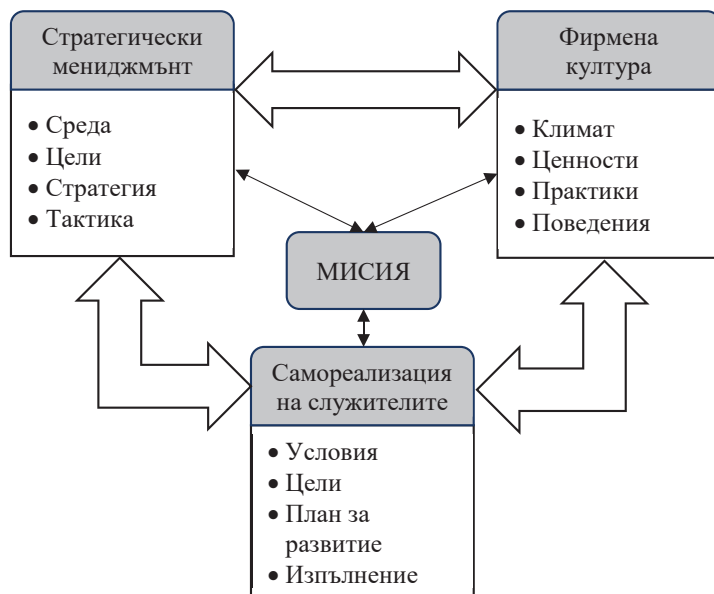 Стратегически
мениджмънт
• Среда
• Цели
• Стратегия
• Тактика
Фирмена
култура
• Климат
• Ценности
• Практики
• Поведения
МИСИЯ
Самореализация
на служителите
• Условия
• Цели
• План за
развитие
• Изпълнение